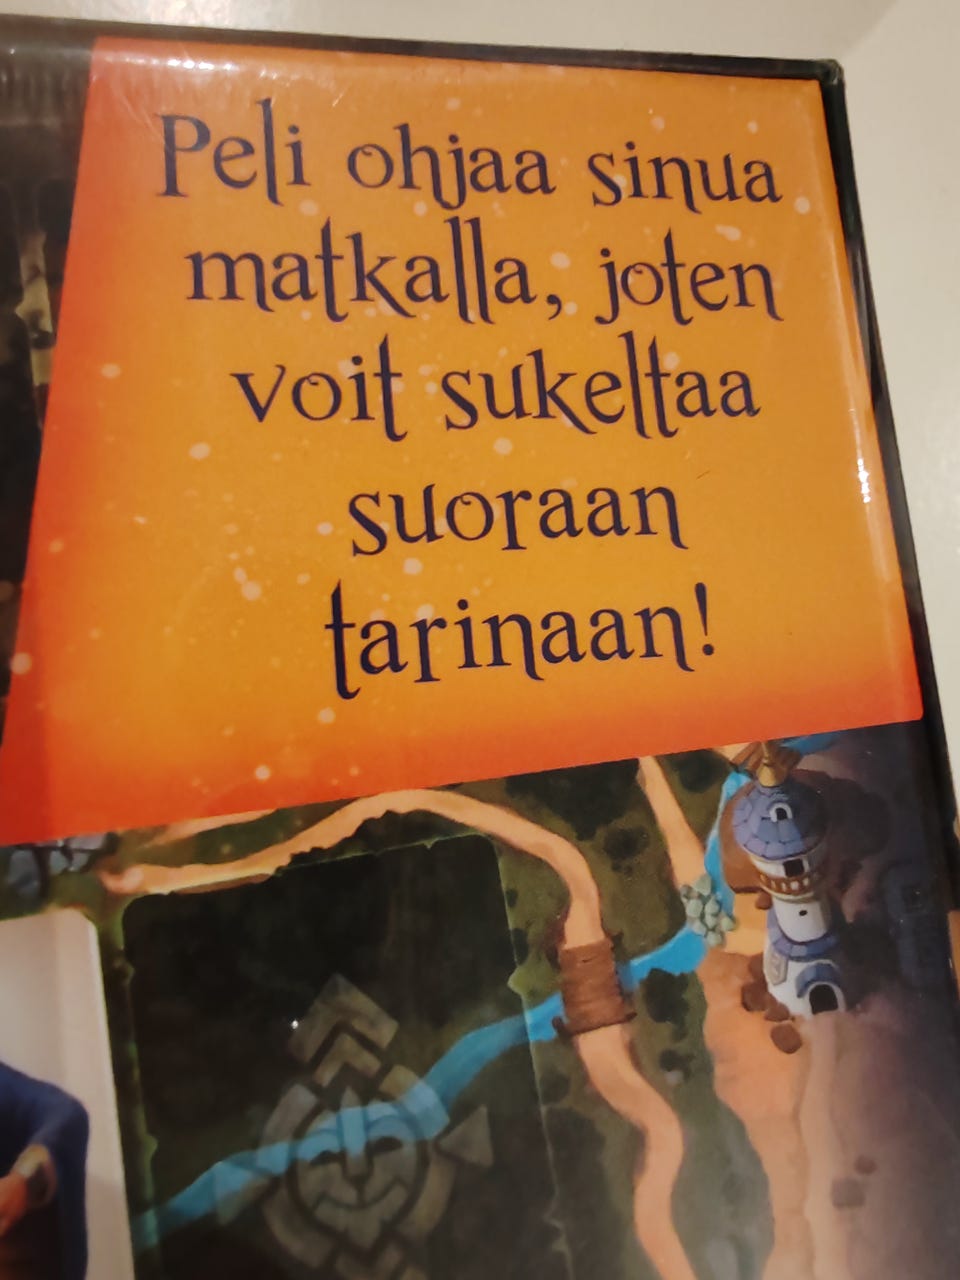 Peli ohjaa sinua
matkalla, joten
voit sukeltaa
suoraan
tarinaan!